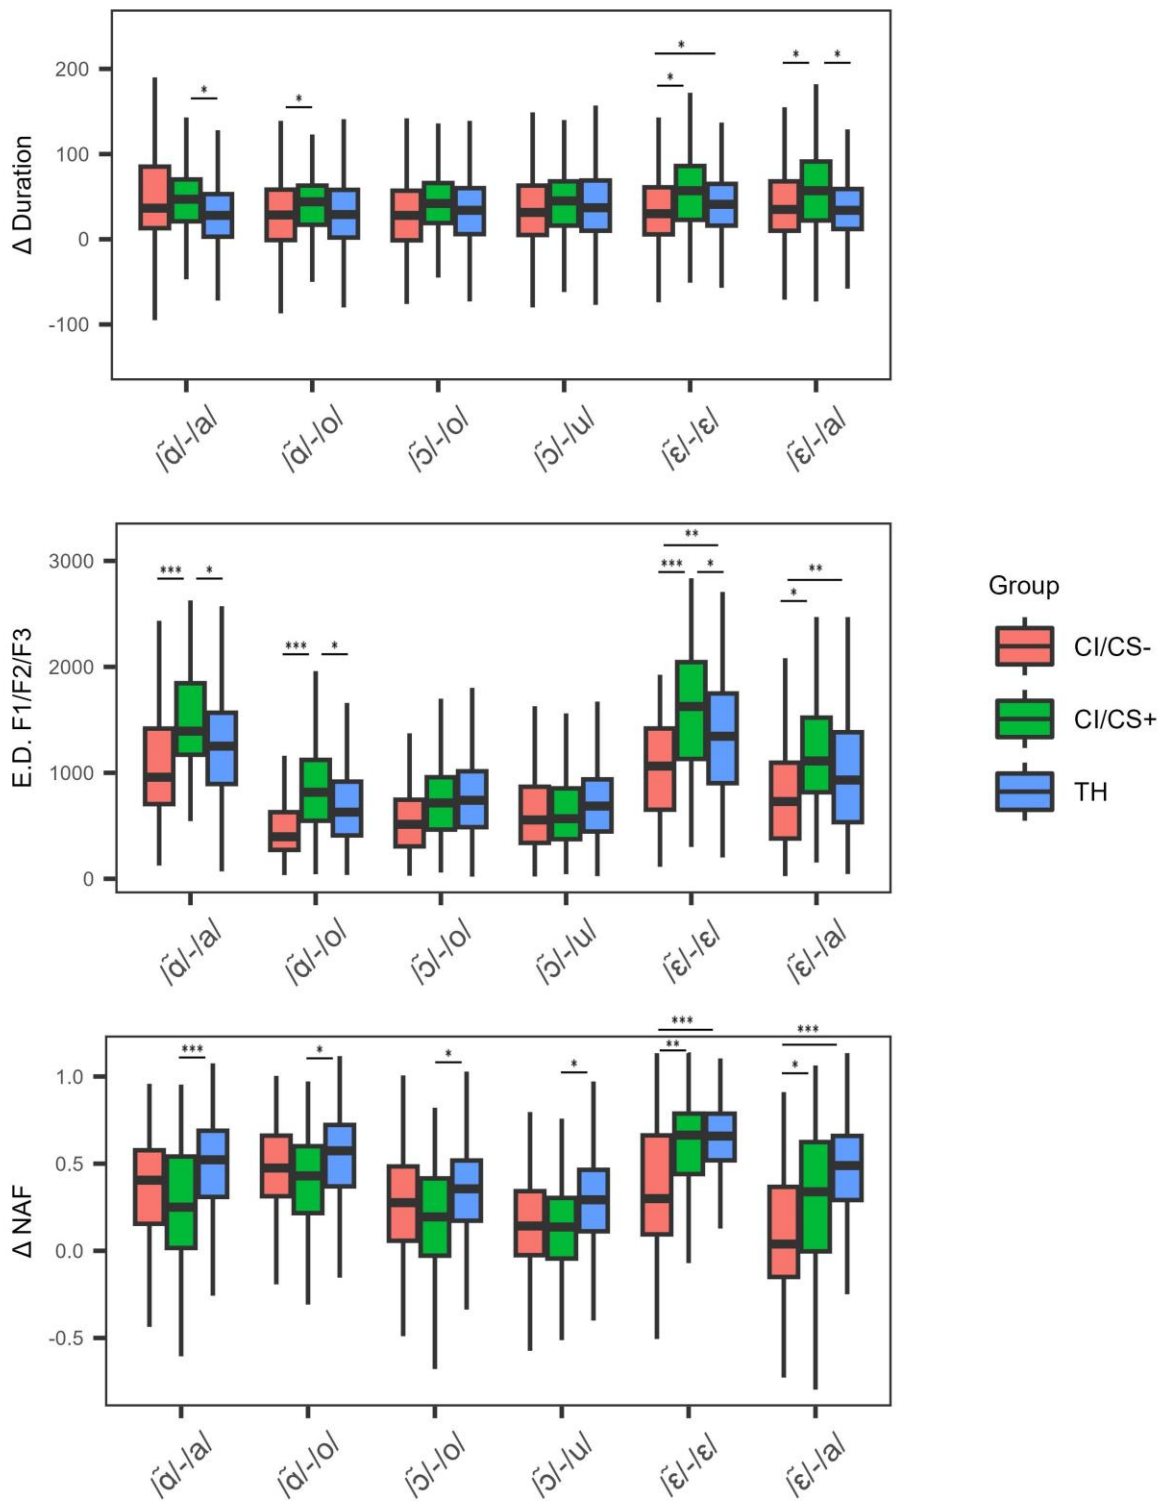 Δ Duration
200
100
0
-100
*
*
*
*
*
*
/ɑ̃/-/a/
/ɑ̃/-/o/
/ɔ̃/-/o/
/ɔ̃/-/u/
/ɛ̃/-/ɛ/
/ɛ̃/-/a/
E.D. F1/F2/F3
3000
2000
1000
0
***
*
***
*
**
***
*
**
*
/ɑ̃/-/a/
/ɑ̃/-/o/
/ɔ̃/-/o/
/ɔ̃/-/u/
/ɛ̃/-/ɛ/
/ɛ̃/-/a/
Group
CI/CS-
CI/CS+
TH
Δ NAF
1.0
0.5
0.0
-0.5
***
*
*
*
***
**
***
*
/ɑ̃/-/a/
/ɑ̃/-/o/
/ɔ̃/-/o/
/ɔ̃/-/u/
/ɛ̃/-/ɛ/
/ɛ̃/-/a/